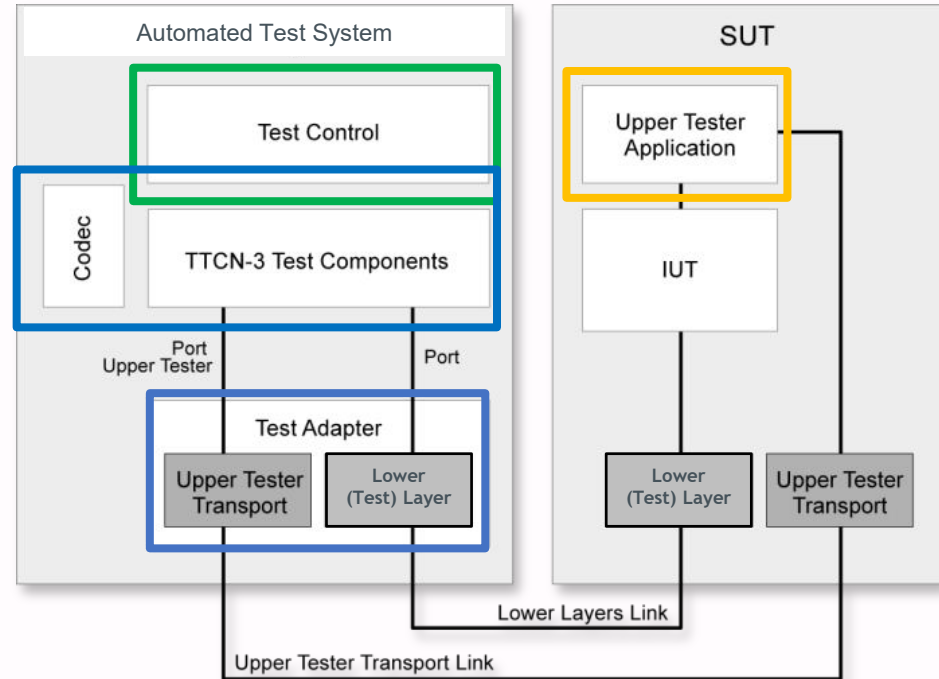 Automated Test System
Test Control
Codec
TTCN-3 Test Components
Port
Upper Tester
Port
Test Adapter
Upper Tester
Transport
Lower
(Test) Layer
SUT
Upper Tester
Application
IUT
Lower
(Test) Layer
Upper Tester
Transport
Lower Layers Link
Upper Tester Transport Link